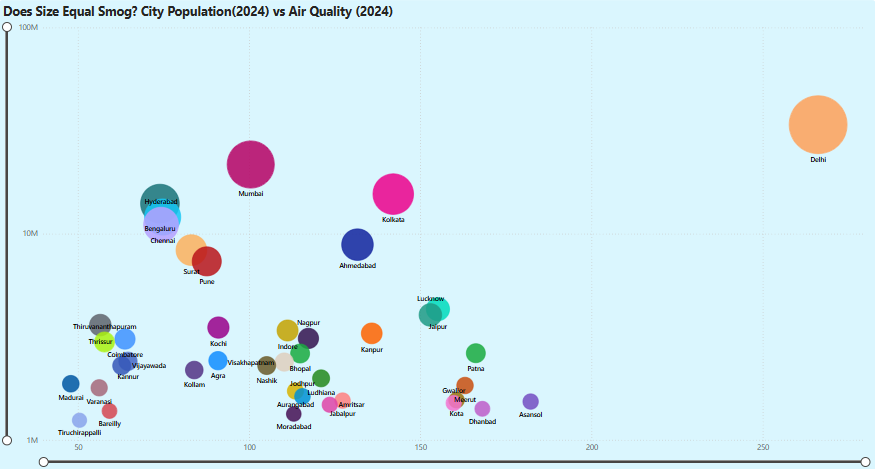 Does Size Equal Smog? City Population(2024) vs Air Quality (2024)
100M
Delhi
Mumbai
Hyderabad
Kolkata
Bengaluru
10M
Chennai
Ahmedabad
Surat
Pune
Lucknow
Thiruvananthapuram
Nagpur
Jaipur
Thrissur
Kochi
Indore
Kanpur
Coimbatore
Vijayawada
Visakhapatnam
Bhopal
Patna
Kannur
Agra
Nashik
Kollam
Jodhpur
Madurai
Varanasi
Ludhiana
Gwalior
Aurangabad
Amritsar
Meerut
Bareilly
Jabalpur
Kota
Asansol
Moradabad
Dhanbad
Tiruchirappalli
1M
50
100
150
200
250